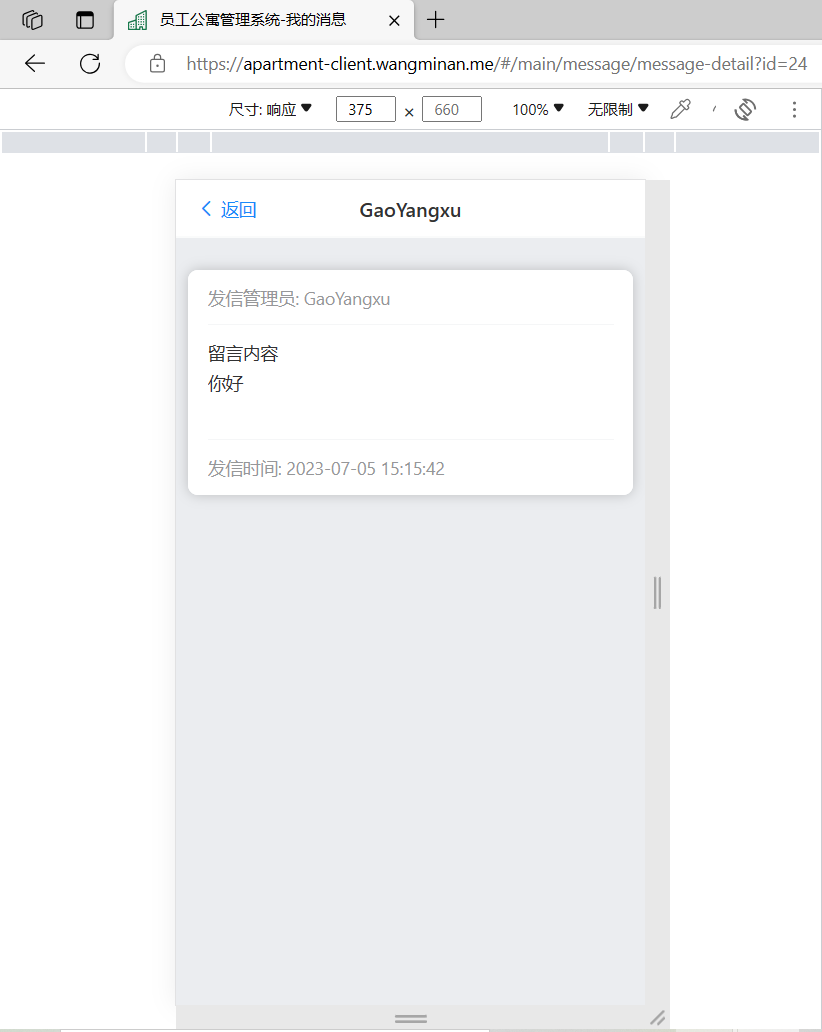 员工公寓管理系统-我的消息
https://apartment-client.wangminan.me/#/main/message/message-detail?id=24
尺寸: 响应 375 × 660 100% 无限制
返回 GaoYangxu
发信管理员: GaoYangxu
留言内容
你好
发信时间: 2023-07-05 15:15:42